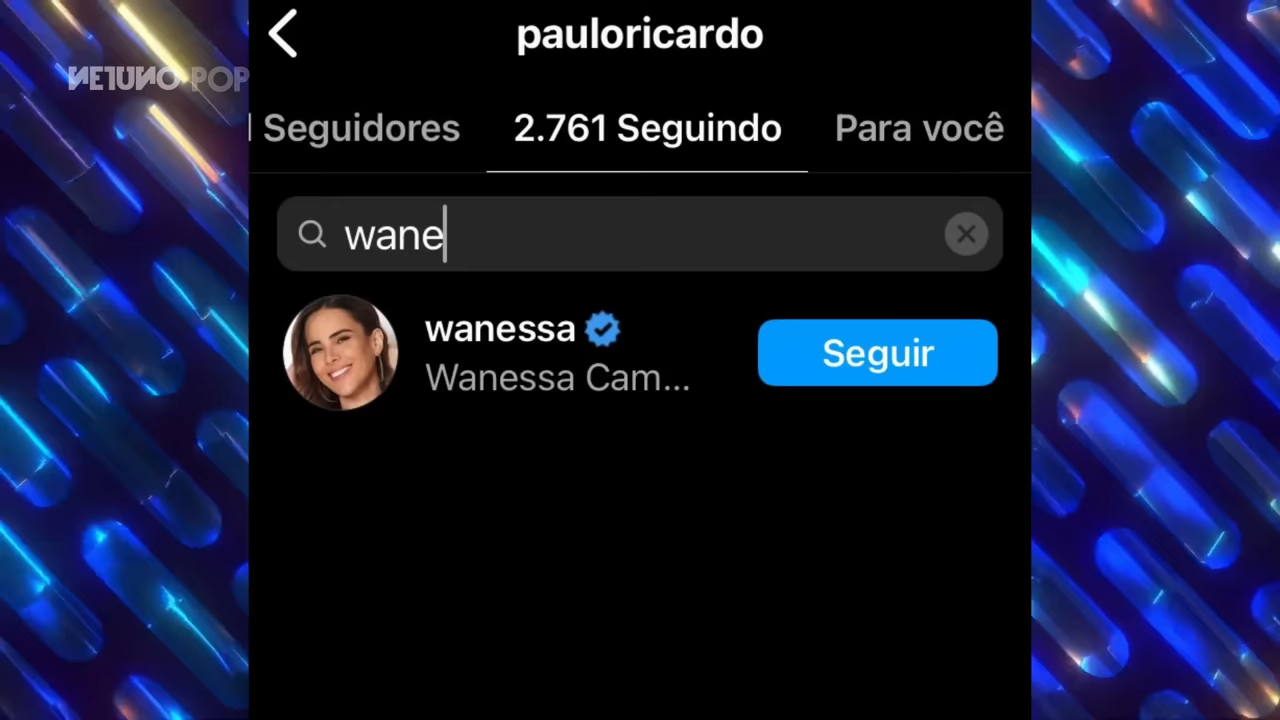 pauloricardo
NETUNO POP
Seguidores
2.761 Seguindo
Para você
wane
wanessa
Wanessa Cam...
Seguir